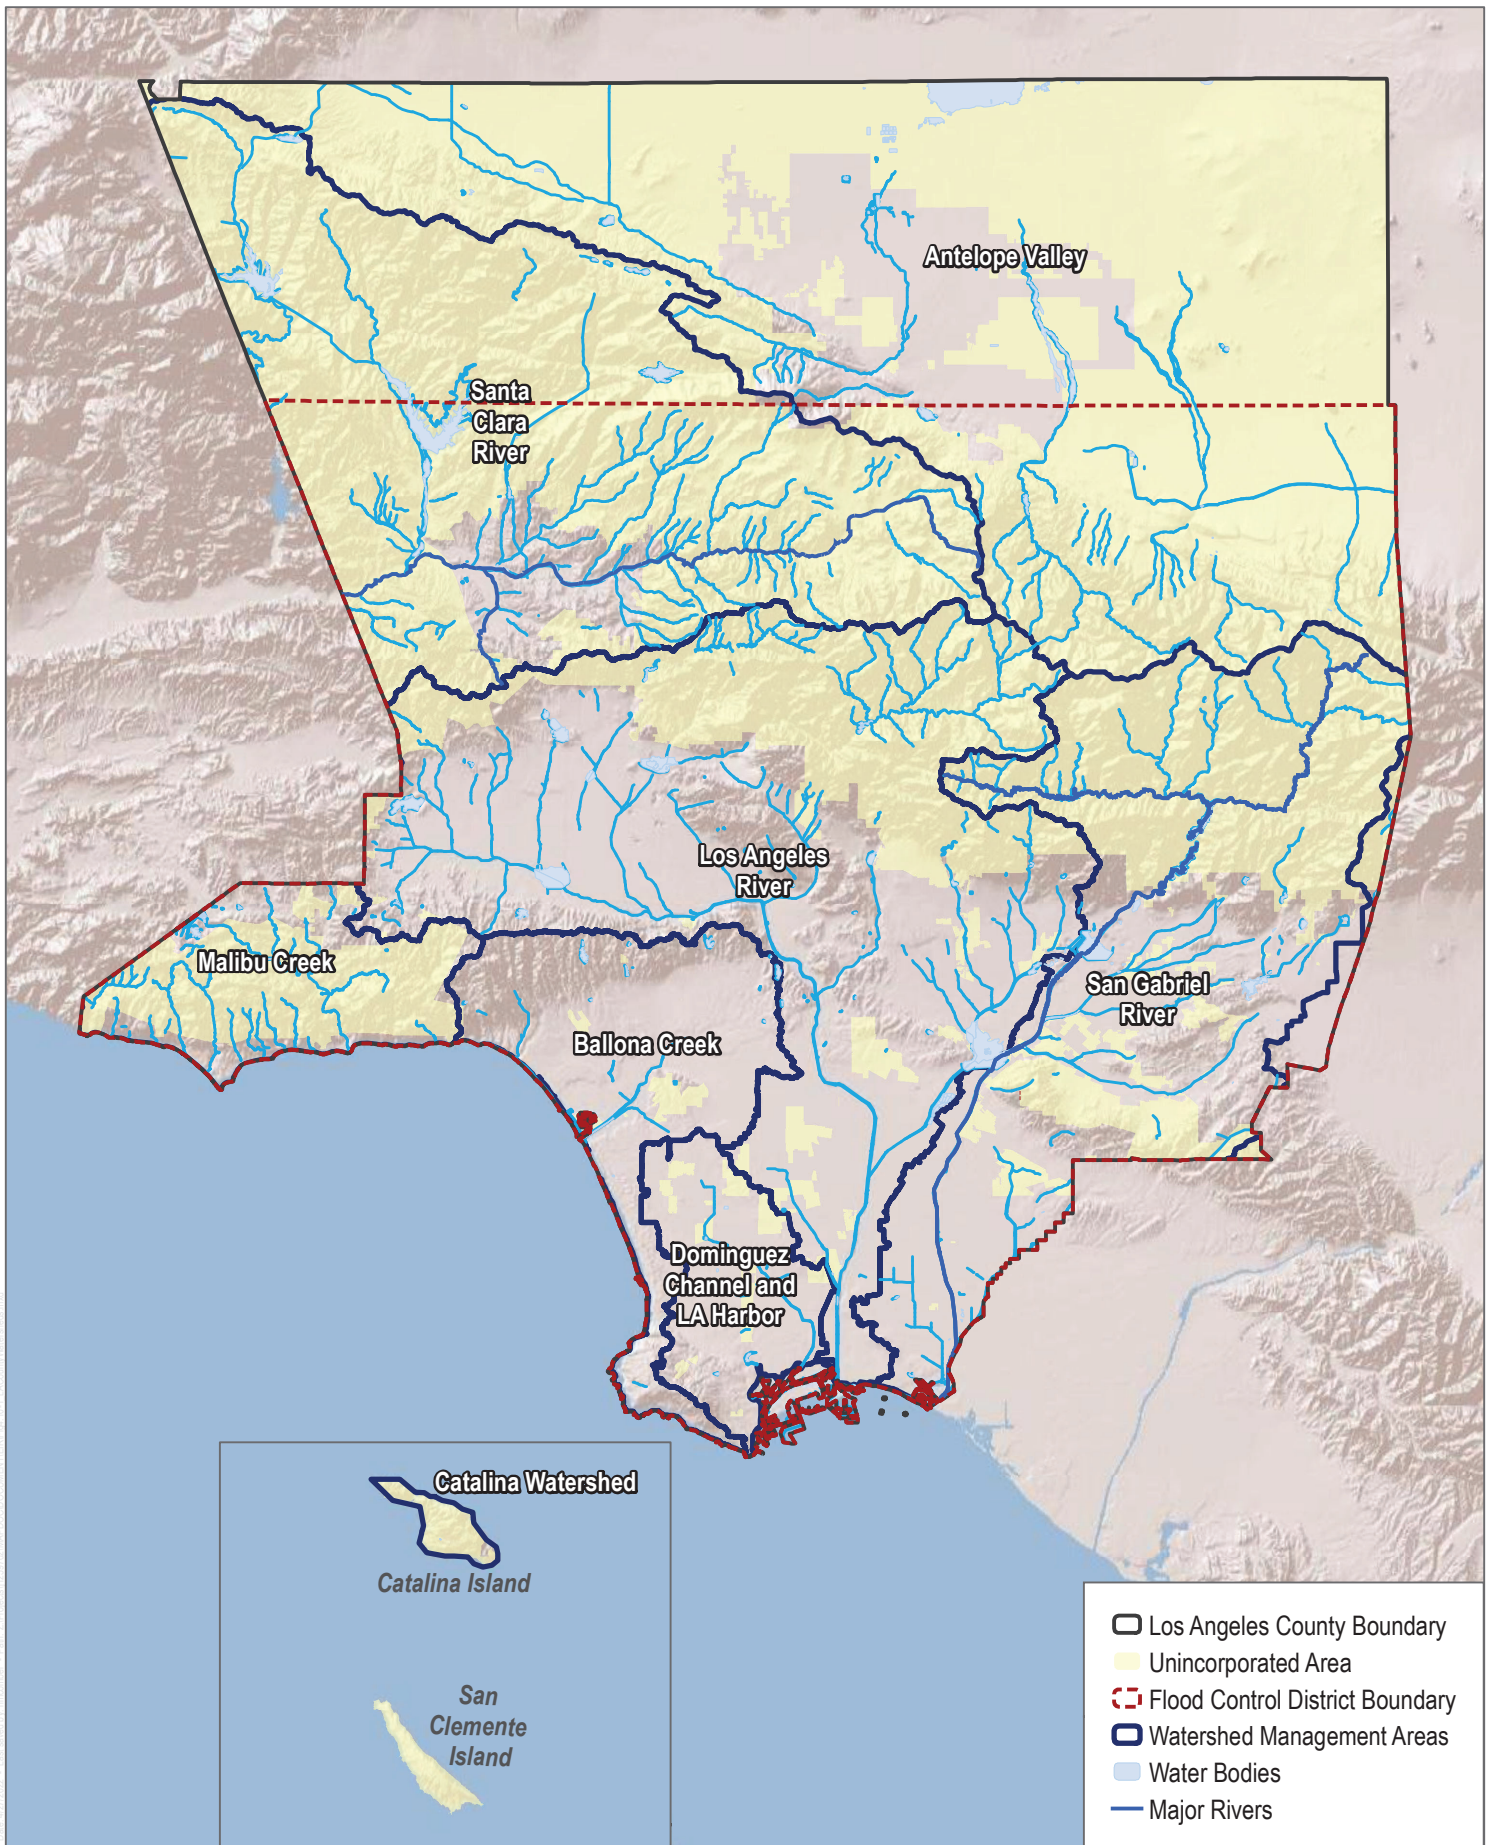 Antelope Valley
Santa
Clara
River
Los Angeles
River
Malibu Creek
San Gabriel
River
Ballona Creek
Dominguez
Channel and
LA Harbor
Catalina Watershed
Catalina Island
San
Clemente
Island
Los Angeles County Boundary
Unincorporated Area
Flood Control District Boundary
Watershed Management Areas
Water Bodies
Major Rivers